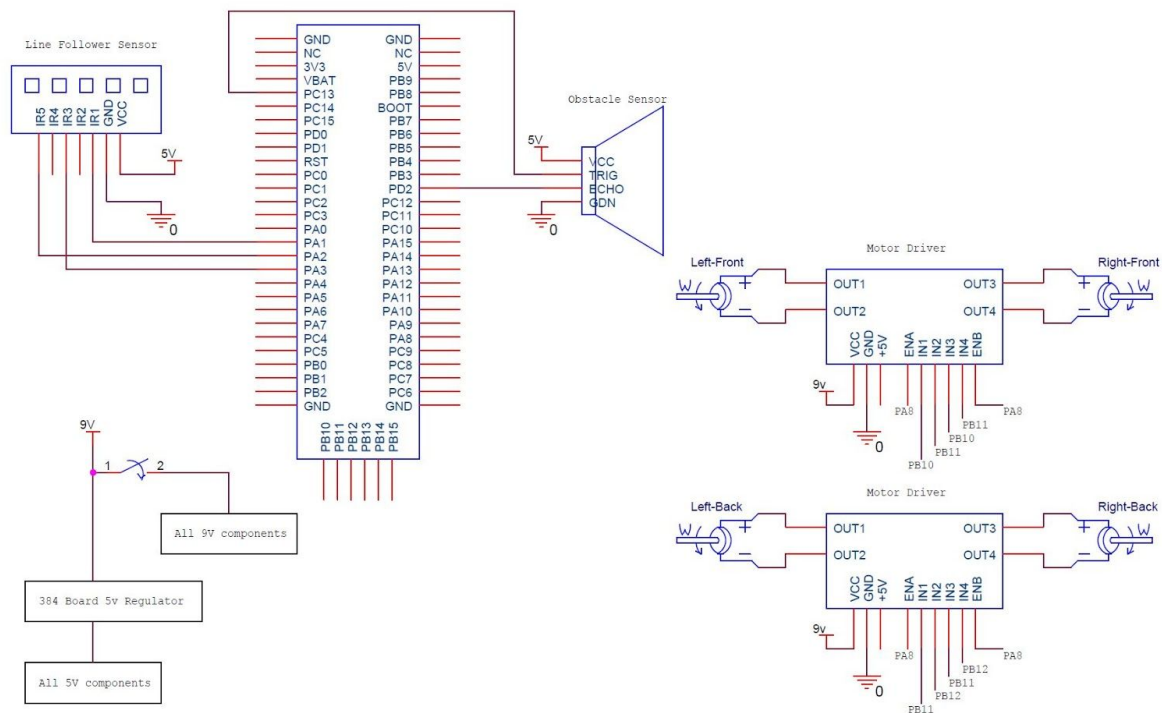 Line Follower Sensor
IR5
IR4
IR3
IR2
IR1
GND
VCC
5V
0
GND
NC
3V3
VBAT
PC13
PC14
PC15
PD0
PD1
RST
PC0
PC1
PC2
PC3
PA0
PA1
PA2
PA3
PA4
PA5
PA6
PA7
PC4
PC5
PB0
PB1
PB2
GND
GND
NC
5V
PB9
PB8
BOOT
PB7
PB6
PB5
PB4
PB3
PD2
PC12
PC11
PC10
PA15
PA14
PA13
PA12
PA11
PA10
PA9
PA8
PC9
PC8
PC7
PC6
GND
PB10
PB11
PB12
PB13
PB14
PB15
Obstacle Sensor
5V
VCC
TRIG
ECHO
GDN
0
Motor Driver
Left-Front
Right-Front
W
+
−
OUT1
OUT2
OUT3
OUT4
+
−
W
VCC
GND
+5V
ENA
IN1
IN2
IN3
IN4
ENB
9v
0
PA8
PB10
PB11
PB10
PB11
PA8
Motor Driver
Left-Back
Right-Back
W
+
−
OUT1
OUT2
OUT3
OUT4
+
−
W
VCC
GND
+5V
ENA
IN1
IN2
IN3
IN4
ENB
9v
0
PA8
PB11
PB12
PB11
PB12
PA8
9V
1 2
All 9V components
384 Board 5v Regulator
All 5V components